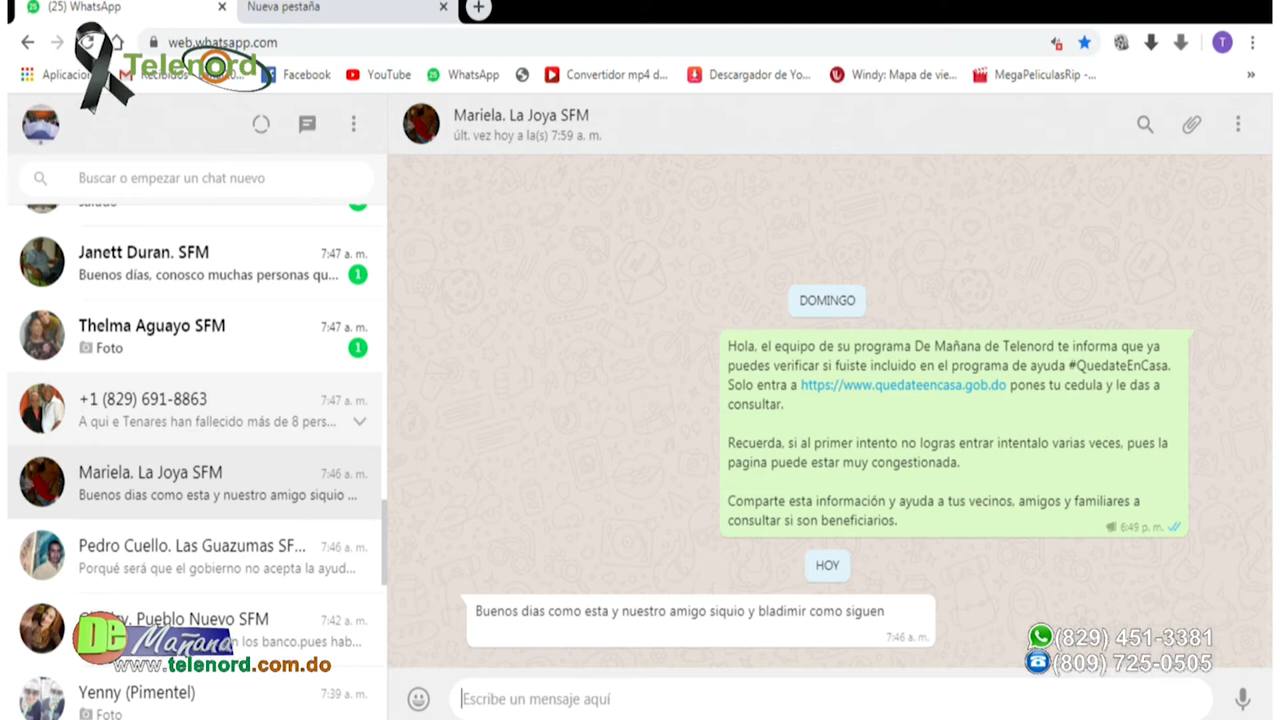 (25) WhatsApp
Nueva pestaña
web.whatsapp.com
Telenord
Facebook
YouTube
WhatsApp
Convertidor mp4 d...
Descargador de Yo...
Windy: Mapa de vie...
MegaPeliculasRip -...
Mariela. La Joya SFM
últ. vez hoy a la(s) 7:59 a. m.
Buscar o empezar un chat nuevo
Janett Duran. SFM
7:47 a. m.
Buenos días, conosco muchas personas qu...
1
Thelma Aguayo SFM
7:47 a. m.
Foto
1
+1 (829) 691-8863
7:47 a. m.
A qui e Tenares han fallecido más de 8 pers...
Mariela. La Joya SFM
7:46 a. m.
Buenos dias como esta y nuestro amigo siquio ...
Pedro Cuello. Las Guazumas SF...
7:46 a. m.
Porqué será que el gobierno no acepta la ayud...
Pueblo Nuevo SFM
7:42 a. m.
n los banco.pues hab...
Yenny (Pimentel)
7:39 a. m.
Foto
DOMINGO
Hola, el equipo de su programa De Mañana de Telenord te informa que ya
puedes verificar si fuiste incluido en el programa de ayuda #QuedateEnCasa.
Solo entra a https://www.quedateencasa.gob.do pones tu cedula y le das a
consultar.
Recuerda, si al primer intento no logras entrar intentalo varias veces, pues la
pagina puede estar muy congestionada.
Comparte esta información y ayuda a tus vecinos, amigos y familiares a
consultar si son beneficiarios.
6:49 p. m.
HOY
Buenos dias como esta y nuestro amigo siquio y bladimir como siguen
7:46 a. m.
Escribe un mensaje aquí
De Mañana
www.telenord.com.do
(829) 451-3381
(809) 725-0505